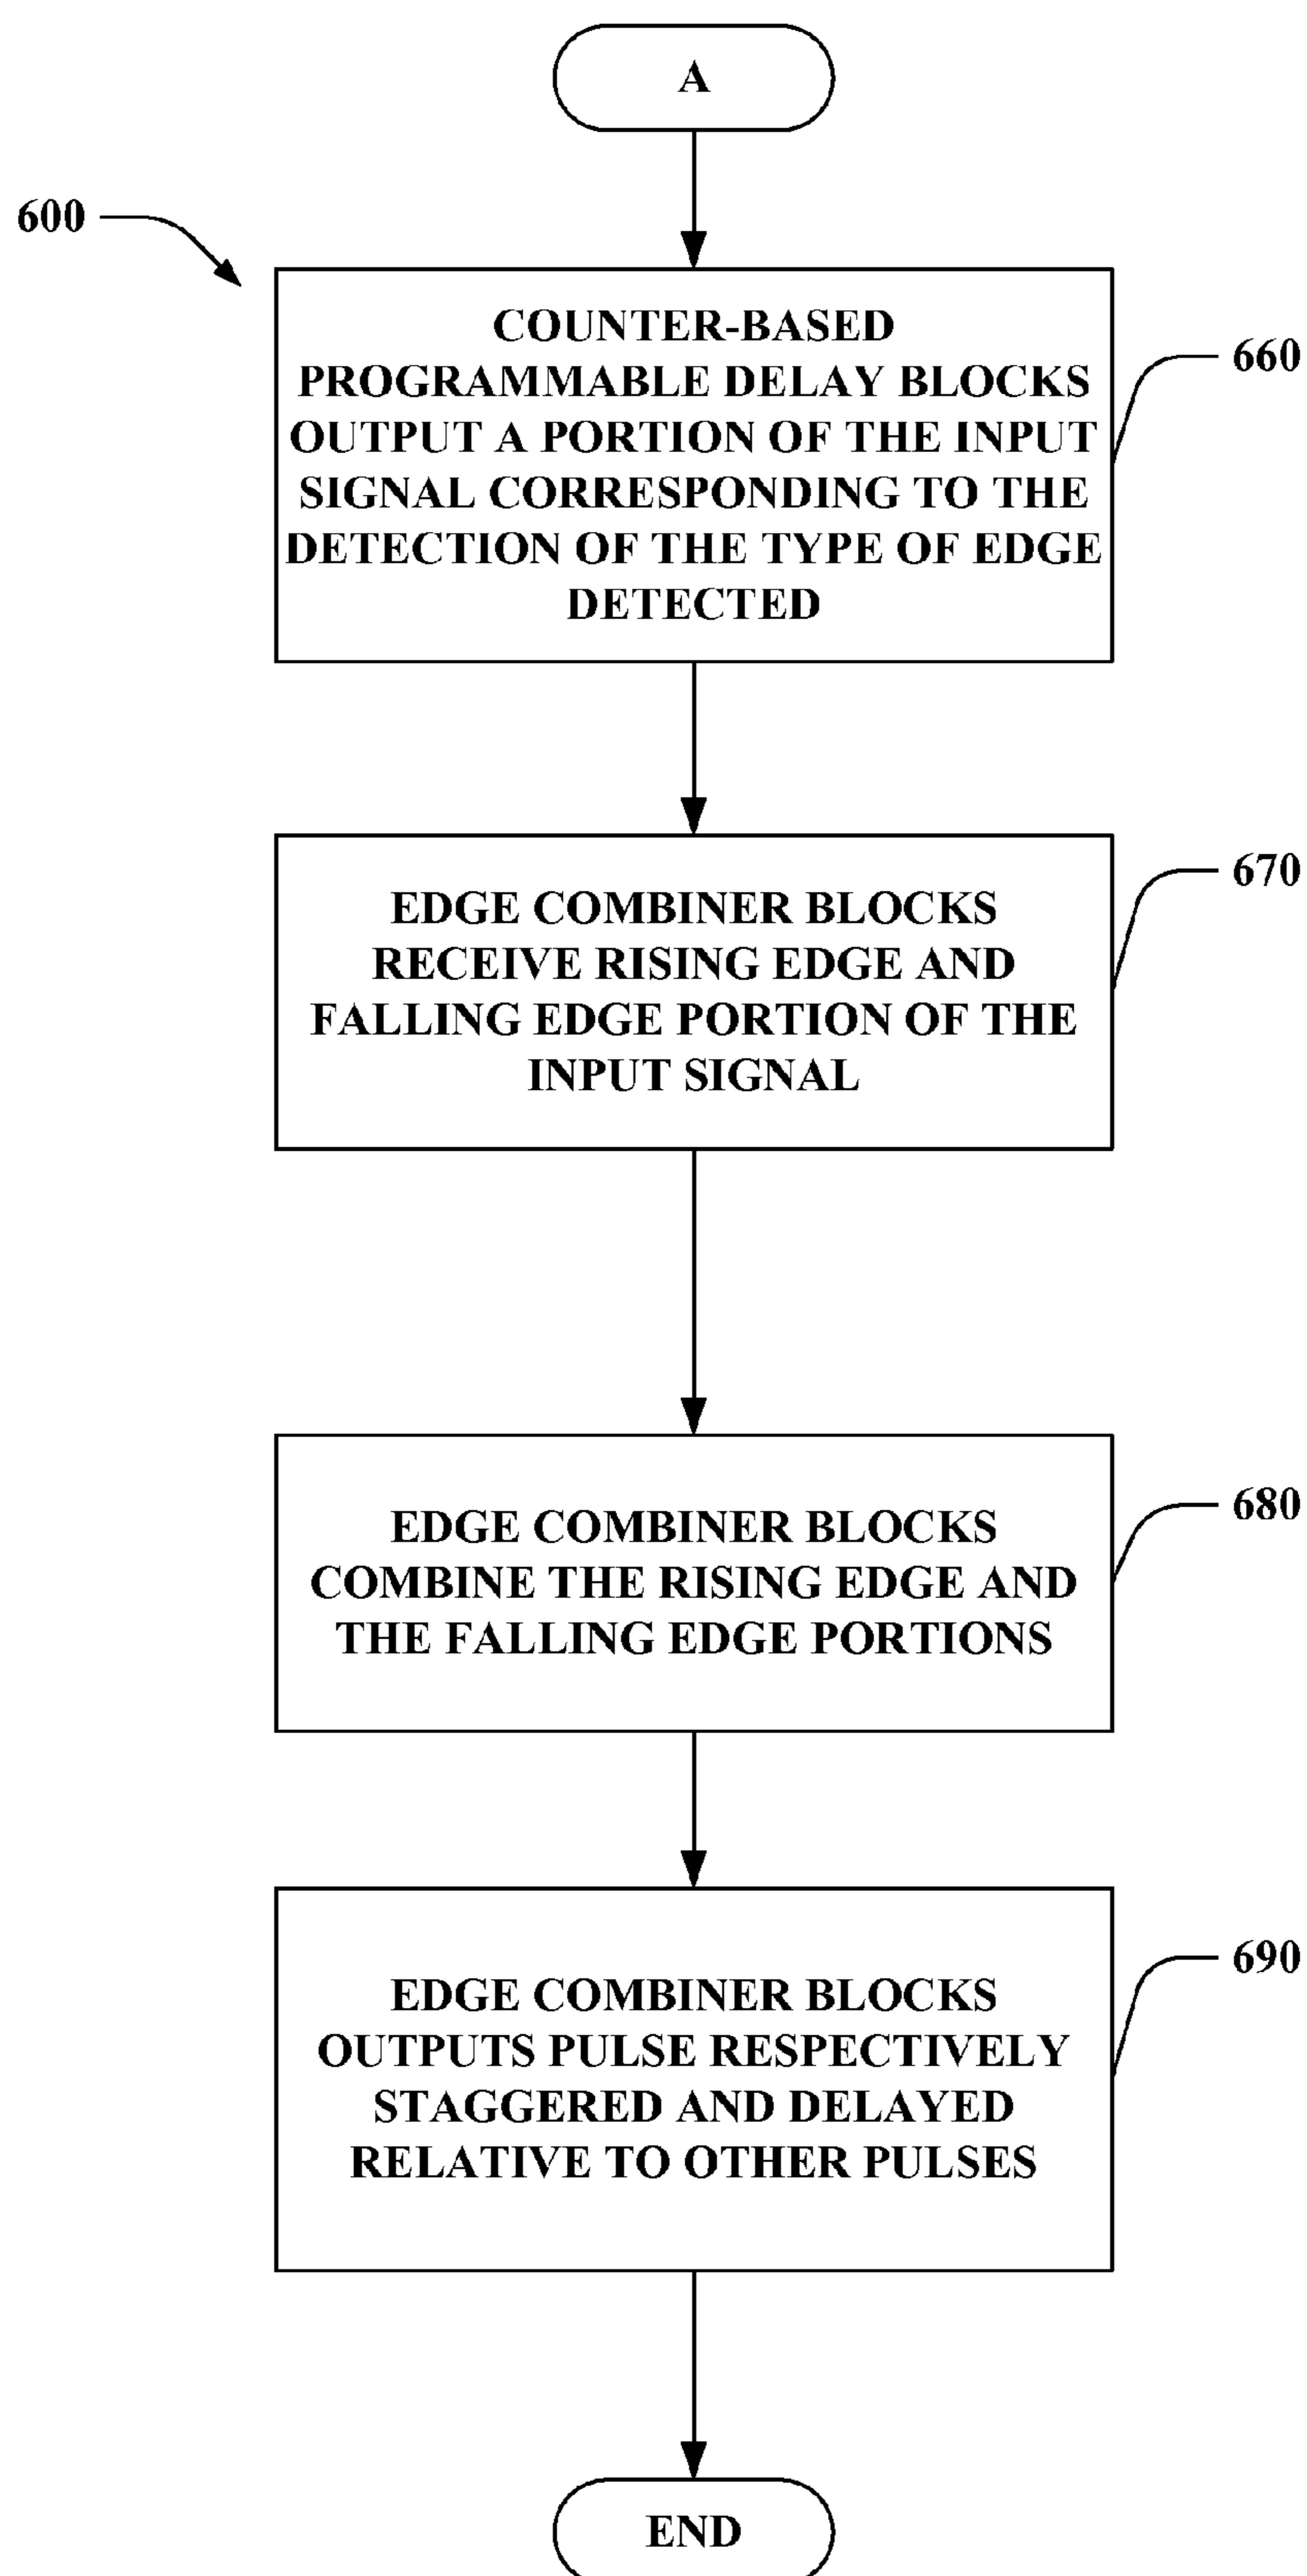 A
600
COUNTER-BASED
PROGRAMMABLE DELAY BLOCKS
OUTPUT A PORTION OF THE INPUT
SIGNAL CORRESPONDING TO THE
DETECTION OF THE TYPE OF EDGE
DETECTED
660
EDGE COMBINER BLOCKS
RECEIVE RISING EDGE AND
FALLING EDGE PORTION OF THE
INPUT SIGNAL
670
EDGE COMBINER BLOCKS
COMBINE THE RISING EDGE AND
THE FALLING EDGE PORTIONS
680
EDGE COMBINER BLOCKS
OUTPUTS PULSE RESPECTIVELY
STAGGERED AND DELAYED
RELATIVE TO OTHER PULSES
690
END